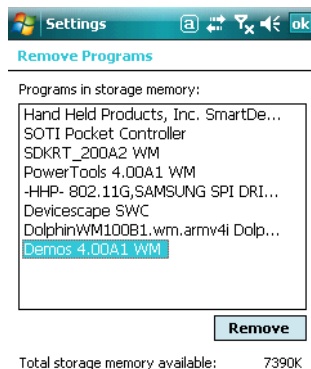 Settings
a
ok
Remove Programs
Programs in storage memory:
Hand Held Products, Inc. SmartDe...
SOTI Pocket Controller
SDKRT_200A2 WM
PowerTools 4.00A1 WM
-HHP- 802.11G,SAMSUNG SPI DRI...
Devicescape SWC
DolphinWM100B1.wm.armv4i Dolp...
Demos 4.00A1 WM
Remove
Total storage memory available: 7390K